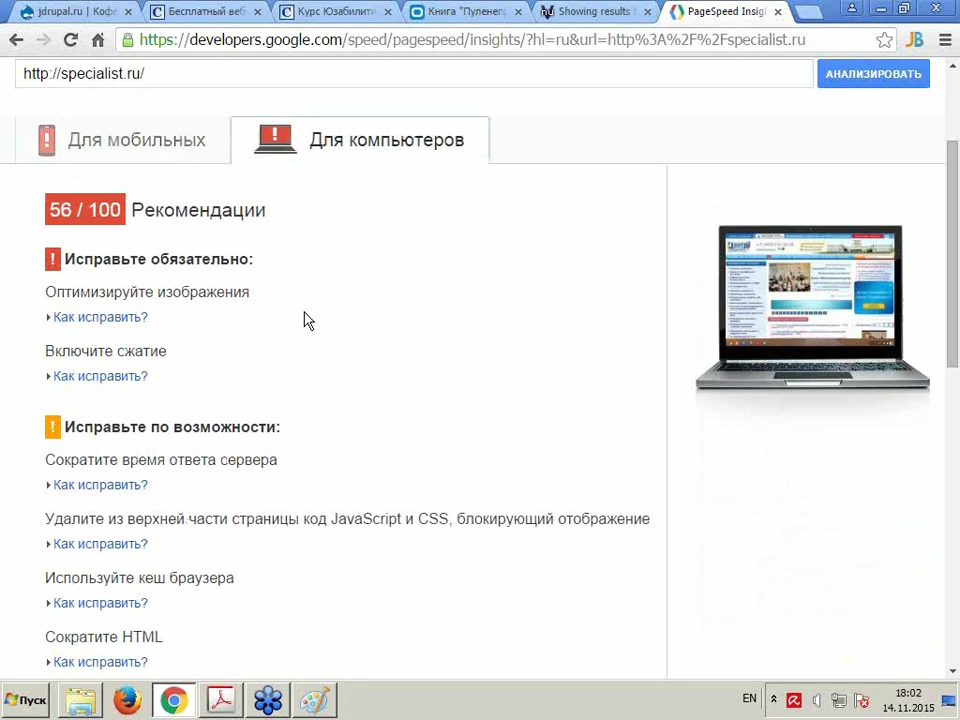 jdrupal.ru | Кофе
Бесплатный веб
Курс Юзабилити
Книга "Пуленепр
Showing results f
PageSpeed Insigh
https://developers.google.com/speed/pagespeed/insights/?hl=ru&url=http%3A%2F%2Fspecialist.ru
http://specialist.ru/
АНАЛИЗИРОВАТЬ
Для мобильных
Для компьютеров
56 / 100 Рекомендации
! Исправьте обязательно:
Оптимизируйте изображения
Как исправить?
Включите сжатие
Как исправить?
! Исправьте по возможности:
Сократите время ответа сервера
Как исправить?
Удалите из верхней части страницы код JavaScript и CSS, блокирующий отображение
Как исправить?
Используйте кеш браузера
Как исправить?
Сократите HTML
Как исправить?
Пуск
EN
18:02
14.11.2015